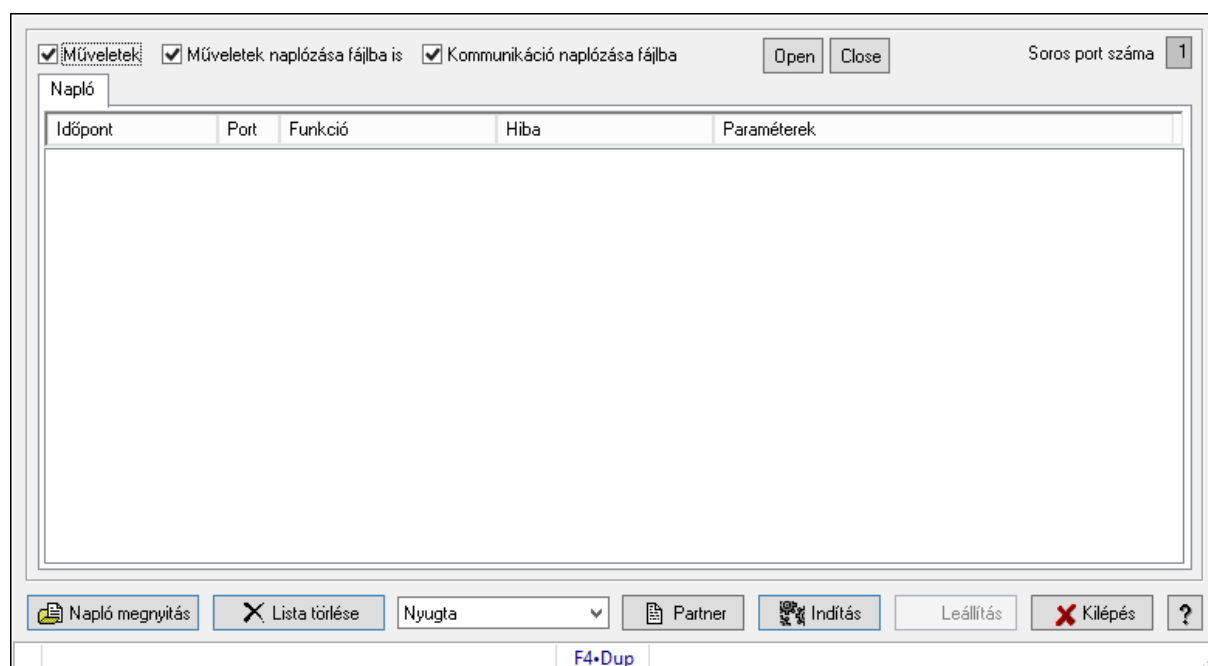 Műveletek Műveletek naplózása fájlba is Kommunikáció naplózása fájlba Open Close Soros port száma 1
Napló
Időpont Port Funkció Hiba Paraméterek
Napló megnyitás Lista törlése Nyugta Partner Indítás Leállítás Kilépés ?
F4•Dup